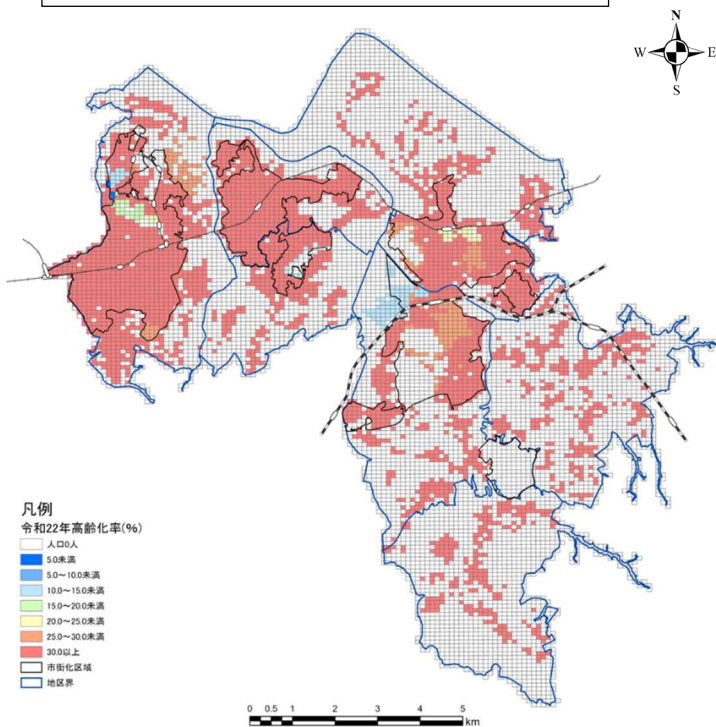 N
W E
S
凡例
令和22年高齢化率(%)
人口0人
5.0未満
5.0～10.0未満
10.0～15.0未満
15.0～20.0未満
20.0～25.0未満
25.0～30.0未満
30.0以上
市街化区域
地区界
0 0.5 1 2 3 4 5
km